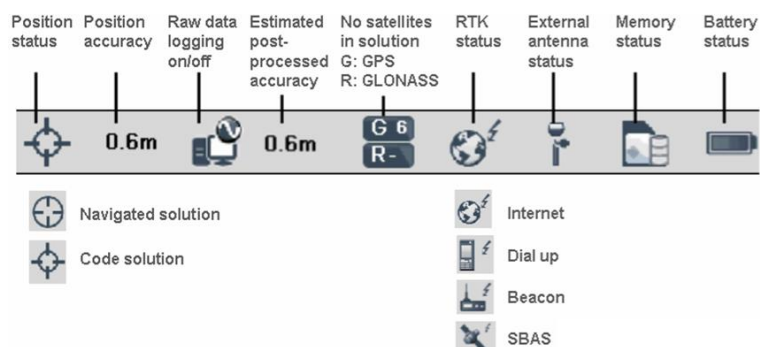 Position status
Position accuracy
Raw data logging on/off
Estimated post-processed accuracy
No satellites in solution
G: GPS
R: GLONASS
RTK status
External antenna status
Memory status
Battery status
0.6m
0.6m
G 6
R-
Navigated solution
Code solution
Internet
Dial up
Beacon
SBAS